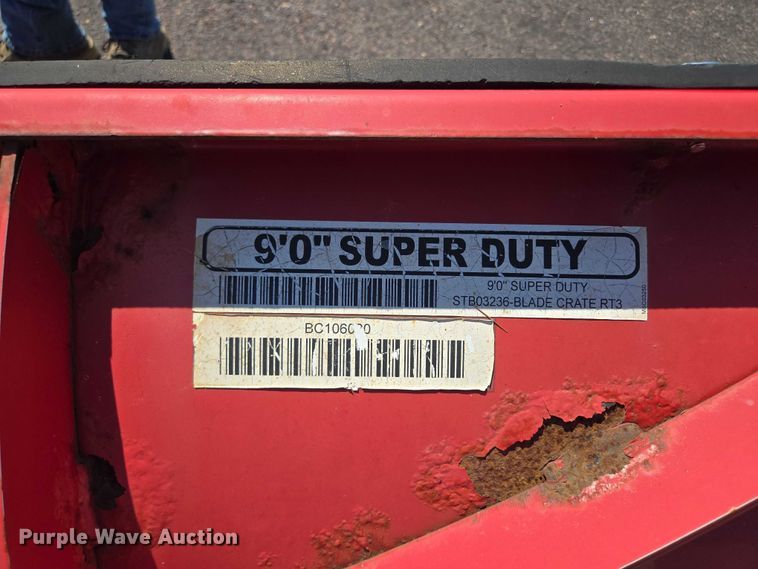 9'0" SUPER DUTY
9'0" SUPER DUTY
STB03236-BLADE CRATE RT3
Purple Wave Auction